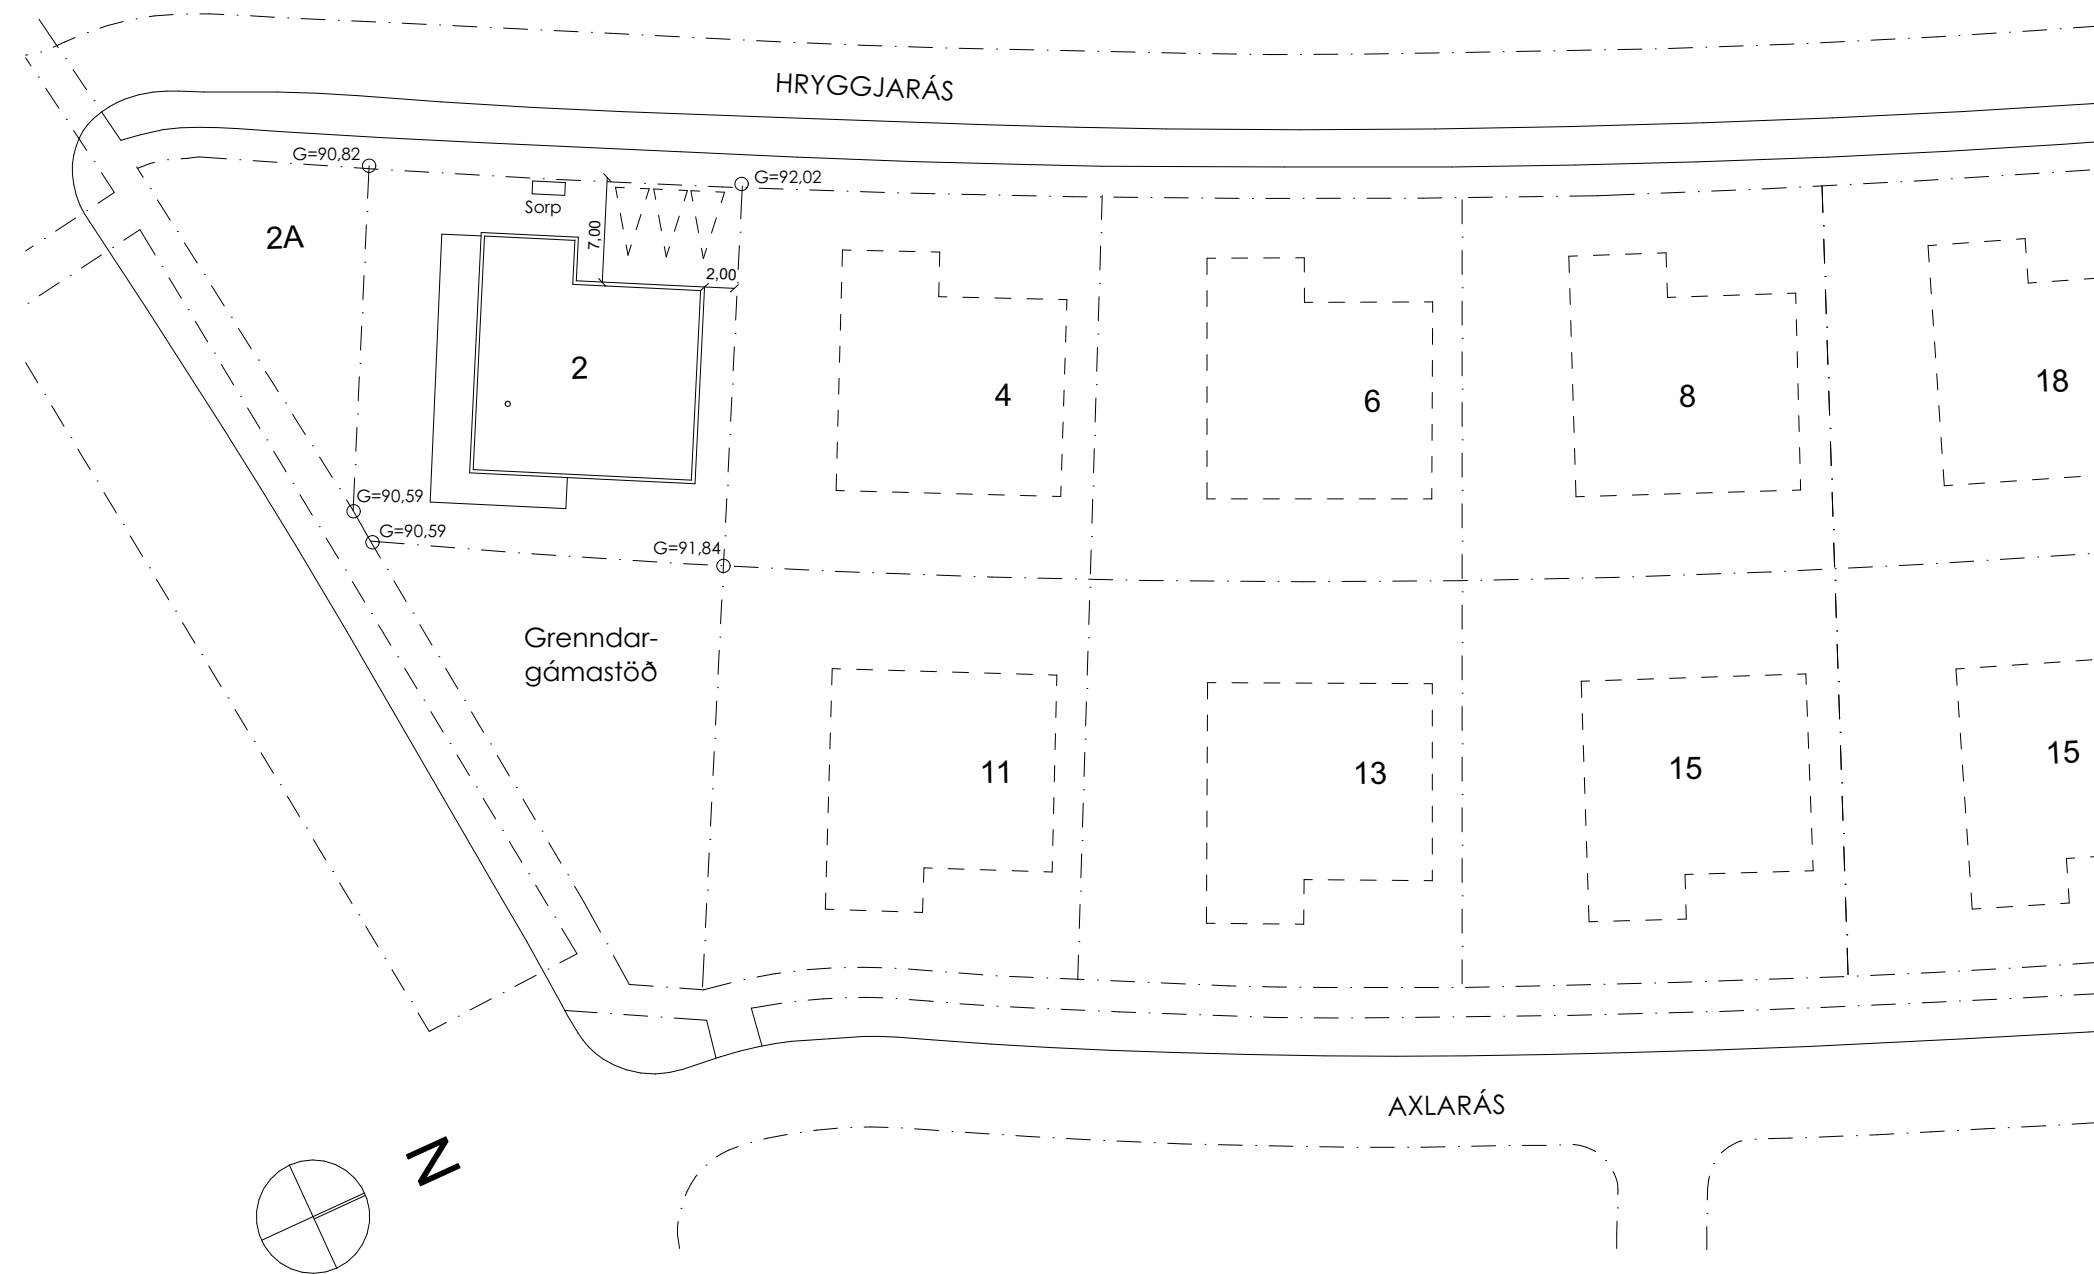 HRYGGJARÁS
G=90,82
G=92,02
Sorp
2A
7,00
2,00
2
4
6
8
18
G=90,59
G=90,59
G=91,84
Grenndar-
gámastöð
11
13
15
15
AXLARÁS
N